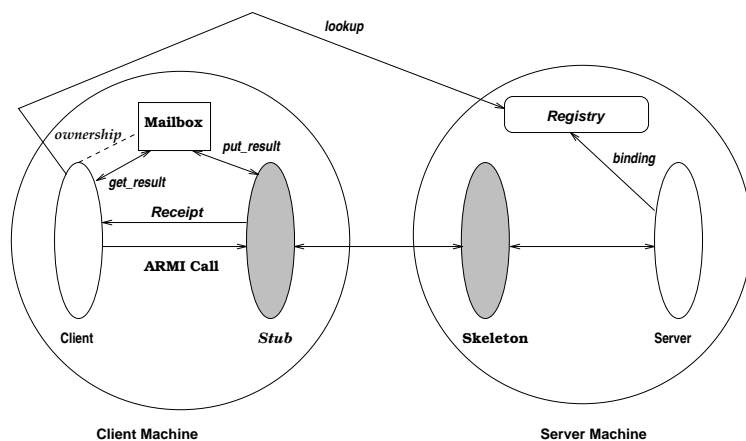 lookup
Mailbox
Registry
ownership
put_result
binding
get_result
Receipt
ARMI Call
Client
Stub
Skeleton
Server
Client Machine
Server Machine